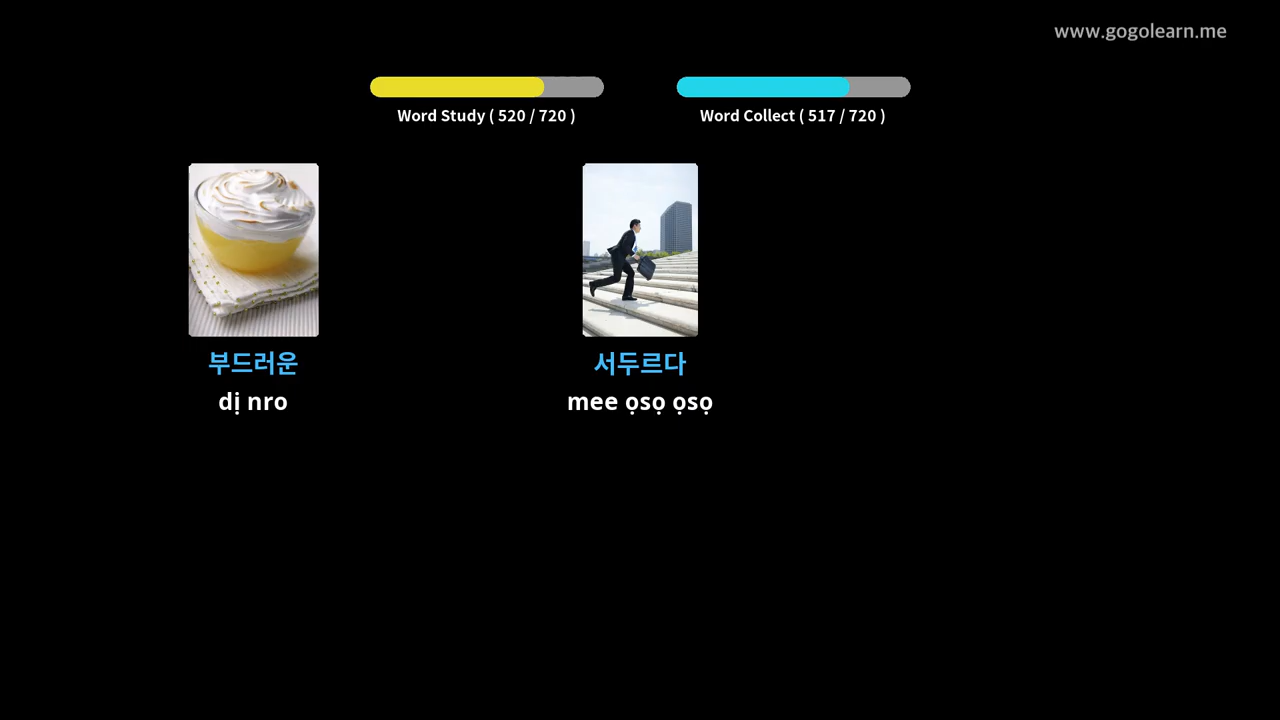 www.gogolearn.me
Word Study ( 520 / 720 )
Word Collect ( 517 / 720 )
부드러운
dị nro
서두르다
mee ọsọ ọsọ